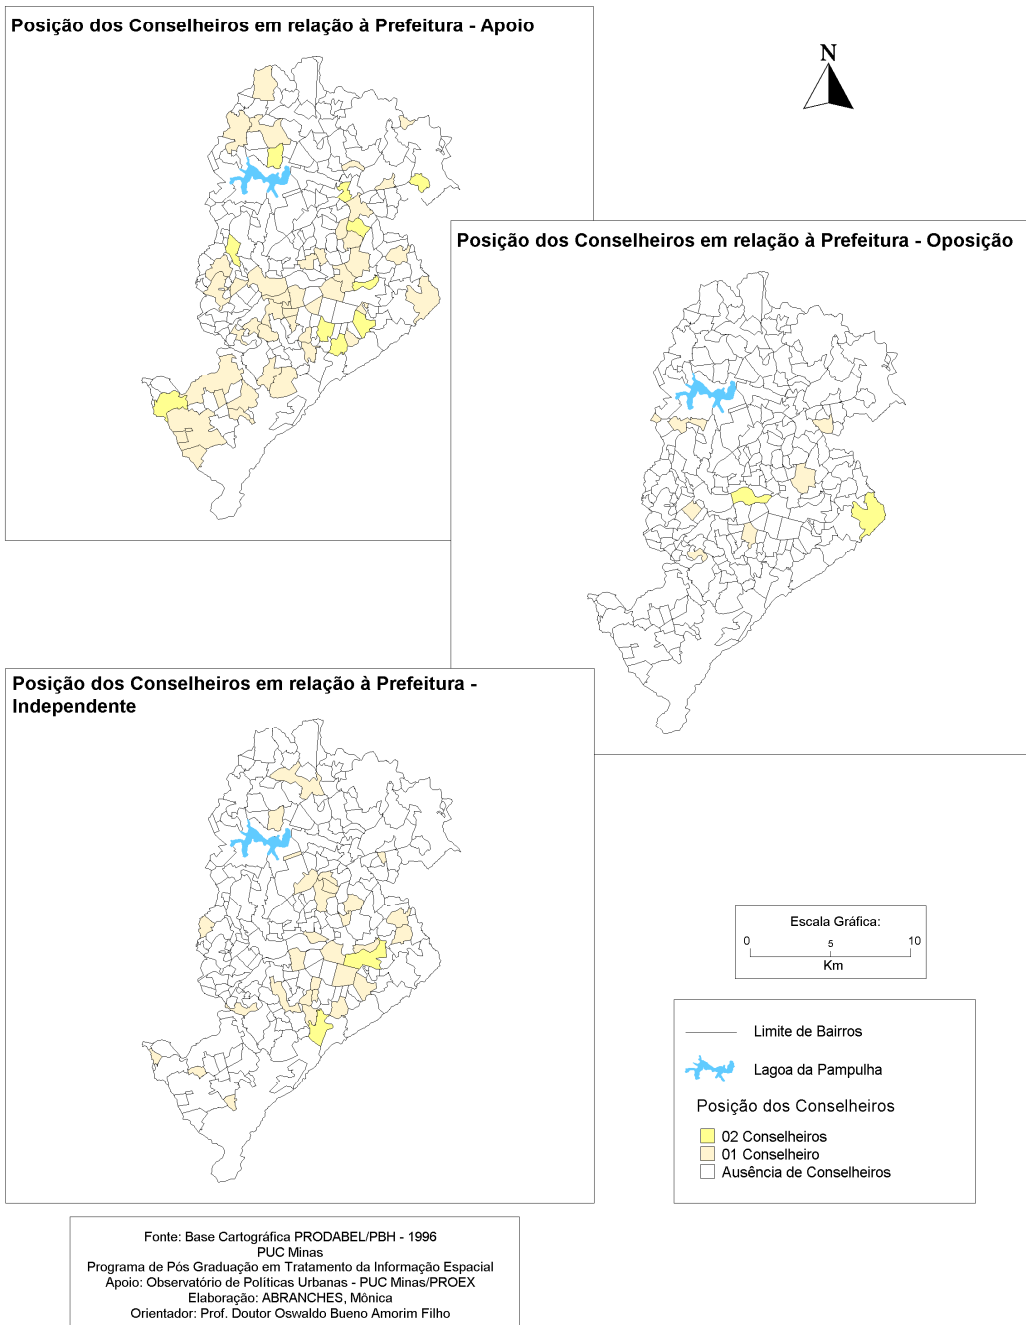 Posição dos Conselheiros em relação à Prefeitura - Apoio
N
Posição dos Conselheiros em relação à Prefeitura - Oposição
Posição dos Conselheiros em relação à Prefeitura -
Independente
Escala Gráfica:
0 5 10
Km
Limite de Bairros
Lagoa da Pampulha
Posição dos Conselheiros
02 Conselheiros
01 Conselheiro
Ausência de Conselheiros
Fonte: Base Cartográfica PRODABEL/PBH - 1996
PUC Minas
Programa de Pós Graduação em Tratamento da Informação Espacial
Apoio: Observatório de Políticas Urbanas - PUC Minas/PROEX
Elaboração: ABRANCHES, Mônica
Orientador: Prof. Doutor Oswaldo Bueno Amorim Filho